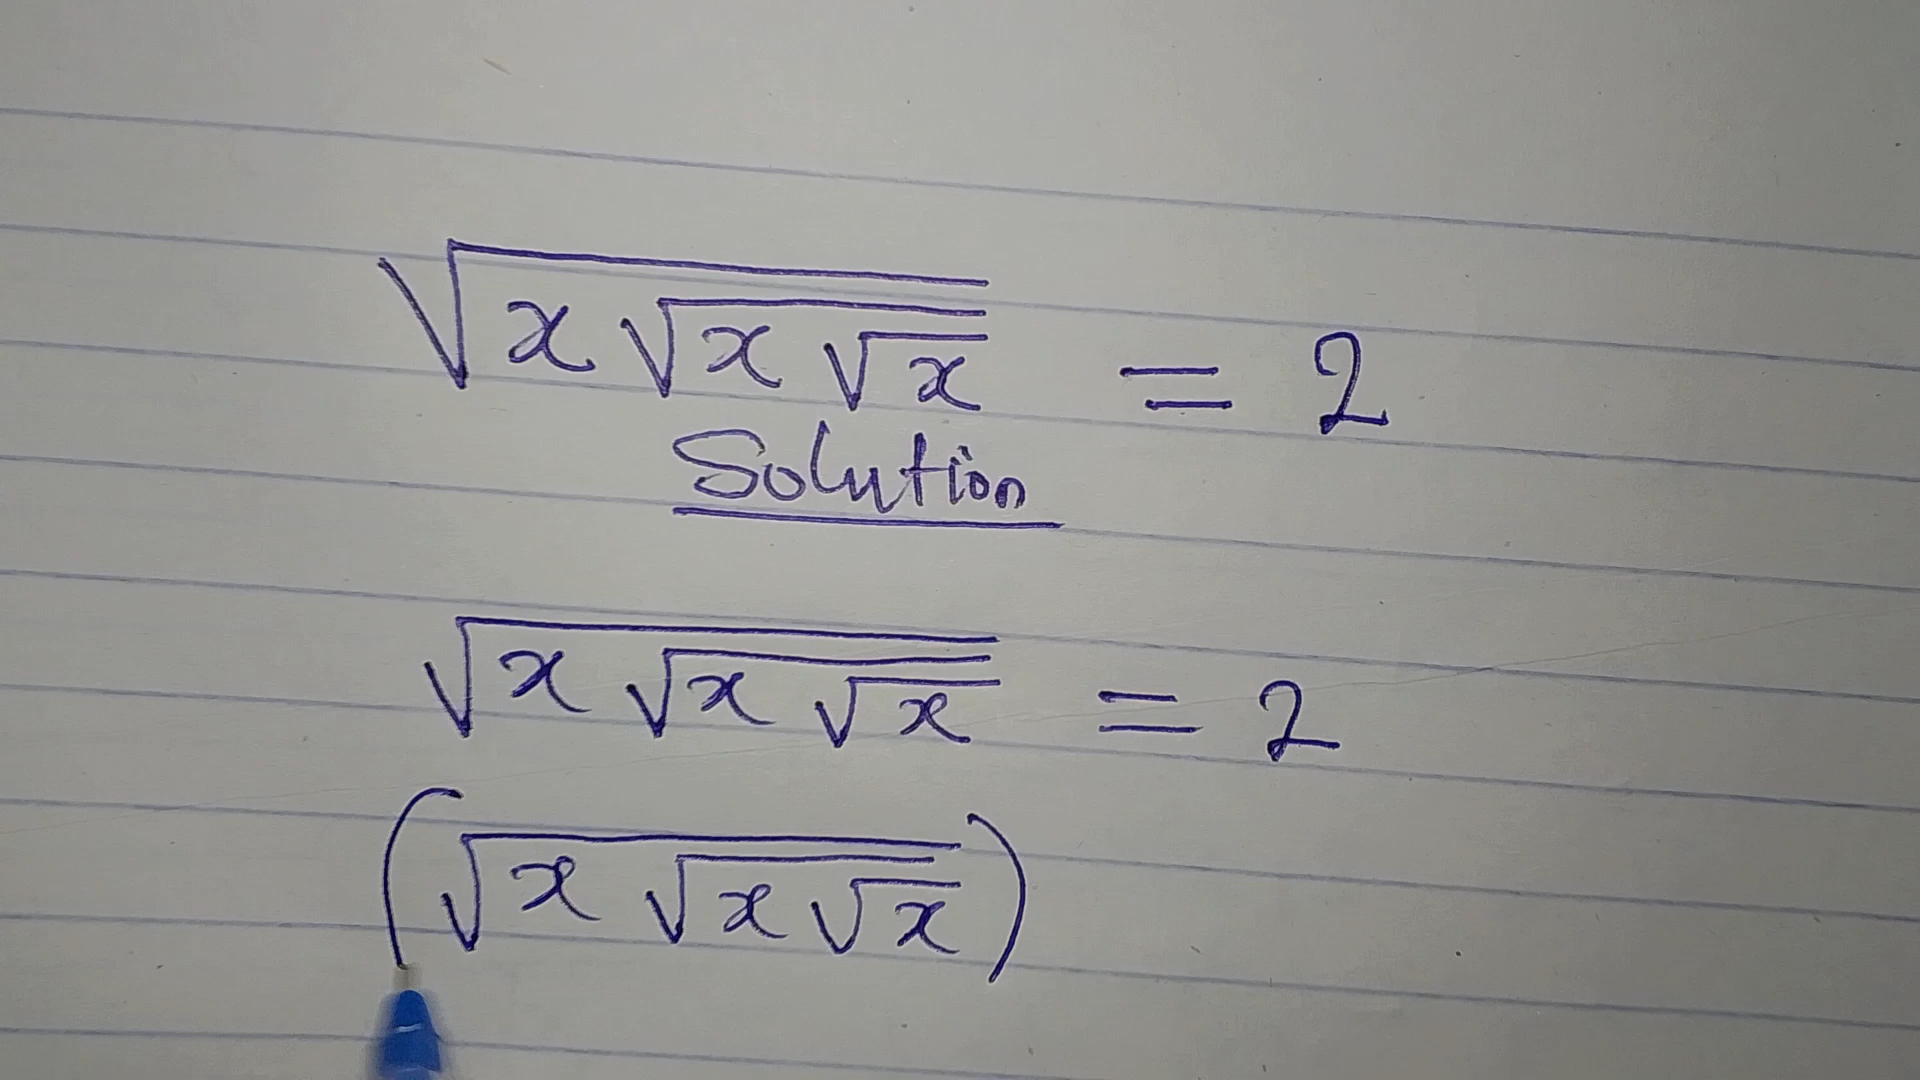 √(x√(x√x)) = 2
Solution
√(x√(x√x)) = 2
(√(x√(x√x)))